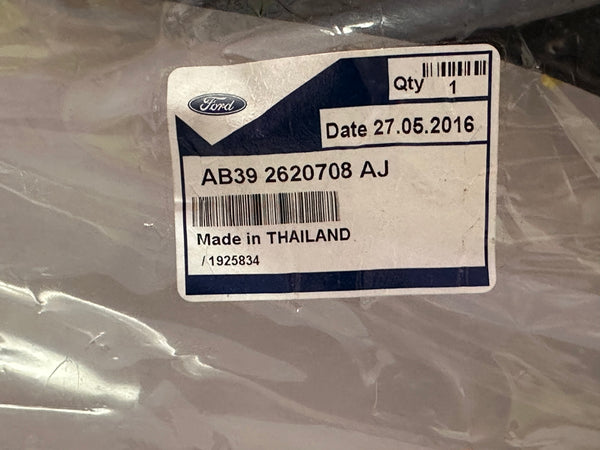 Ford
Qty 1
Date 27.05.2016
AB39 2620708 AJ
Made in THAILAND
/ 1925834